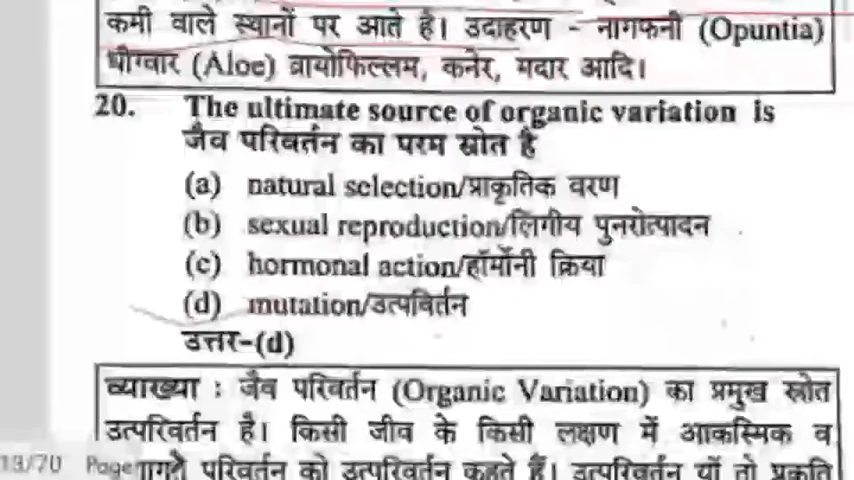 कमी वाले स्थानों पर आते है। उदाहरण - नागफनी (Opuntia)
घीग्वार (Aloe) ब्रायोफिल्लम, कनेर, मदार आदि।
20. The ultimate source of organic variation is
जैव परिवर्तन का परम स्रोत है
(a) natural selection/प्राकृतिक वरण
(b) sexual reproduction/लिंगीय पुनरोत्पादन
(c) hormonal action/हॉर्मोनी क्रिया
(d) mutation/उत्पविर्तन
उत्तर-(d)
व्याख्या : जैव परिवर्तन (Organic Variation) का प्रमुख स्रोत
उत्परिवर्तन है। किसी जीव के किसी लक्षण में आकस्मिक व
परिवर्तन को उत्परिवर्तन कहते हैं। उत्परिवर्तन यों तो प्रकृति
13/70 Page